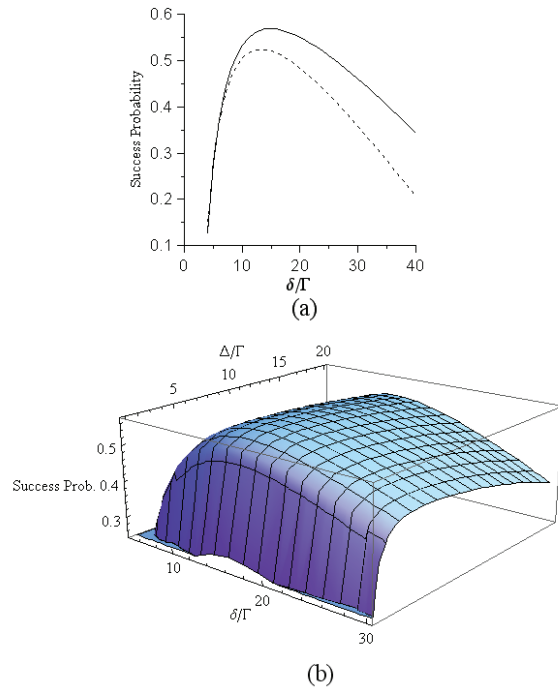 0.6
0.5
0.4
0.3
0.2
0.1
Success Probability
0 10 20 30 40
δ/Γ
(a)
Δ/Γ
5 10 15 20
0.5
Success Prob. 0.4
0.3
10 20 30
δ/Γ
(b)